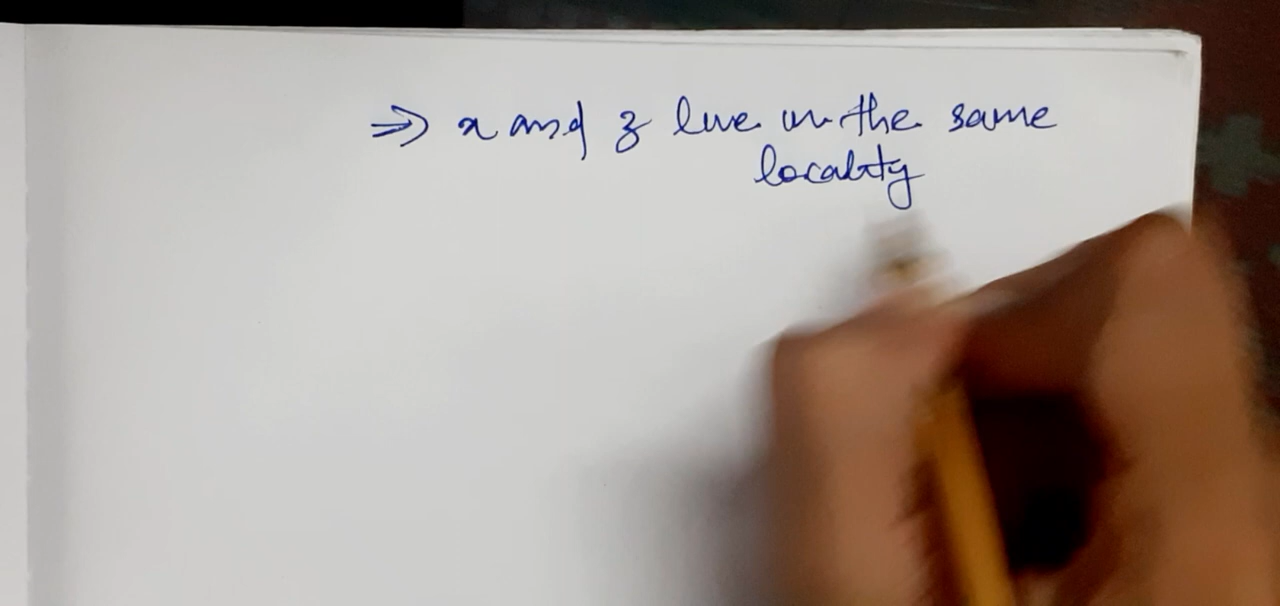 ⇒ x and z live in the same
locality